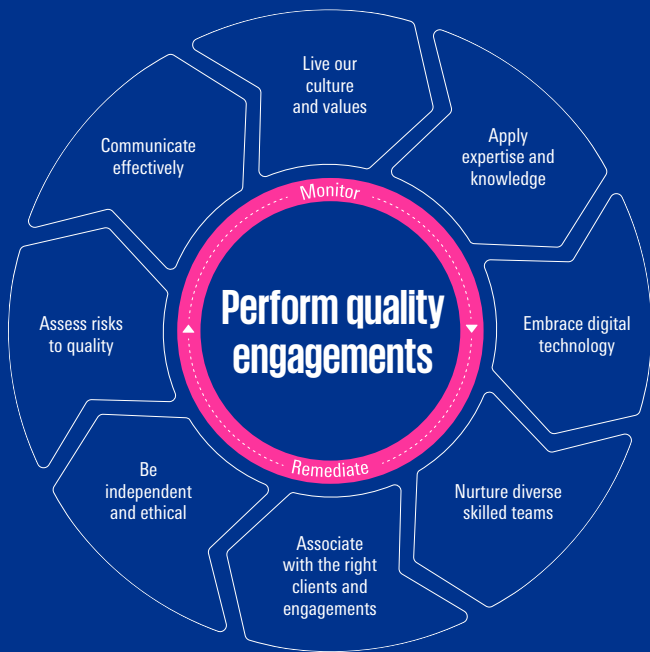 Live our
culture
and values
Apply
expertise and
knowledge
Embrace digital
technology
Nurture diverse
skilled teams
Associate
with the right
clients and
engagements
Be
independent
and ethical
Assess risks
to quality
Communicate
effectively
Monitor
Perform quality
engagements
Remediate